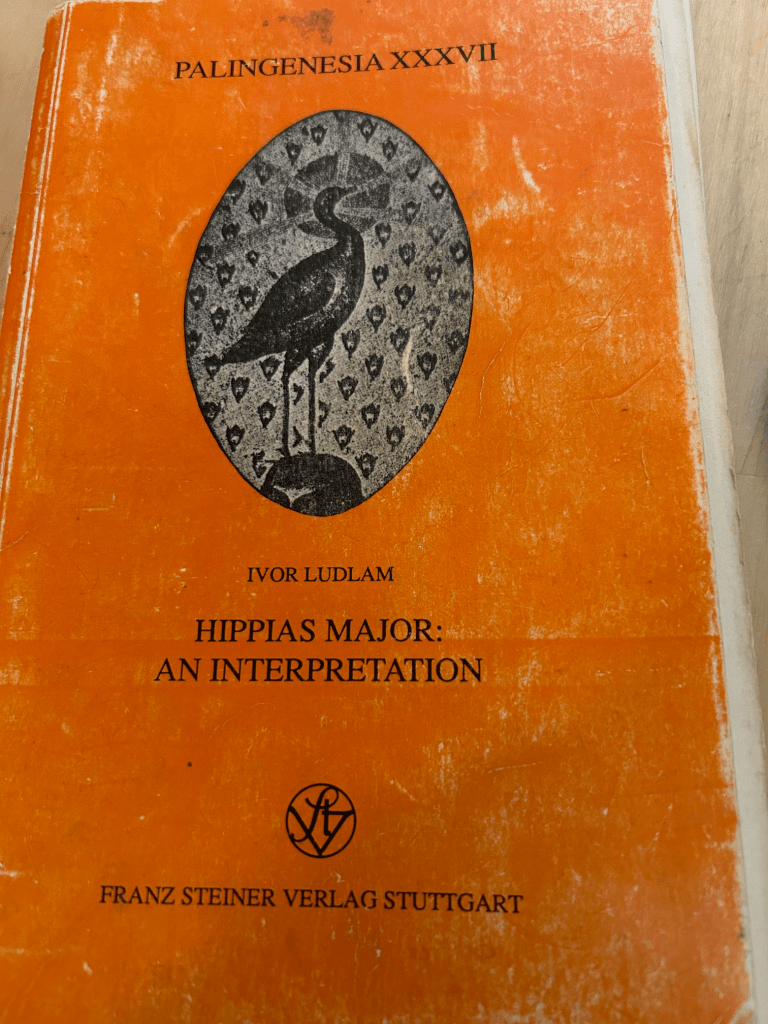 PALINGENESIA XXXVII
IVOR LUDLAM
HIPPIAS MAJOR:
AN INTERPRETATION
FRANZ STEINER VERLAG STUTTGART